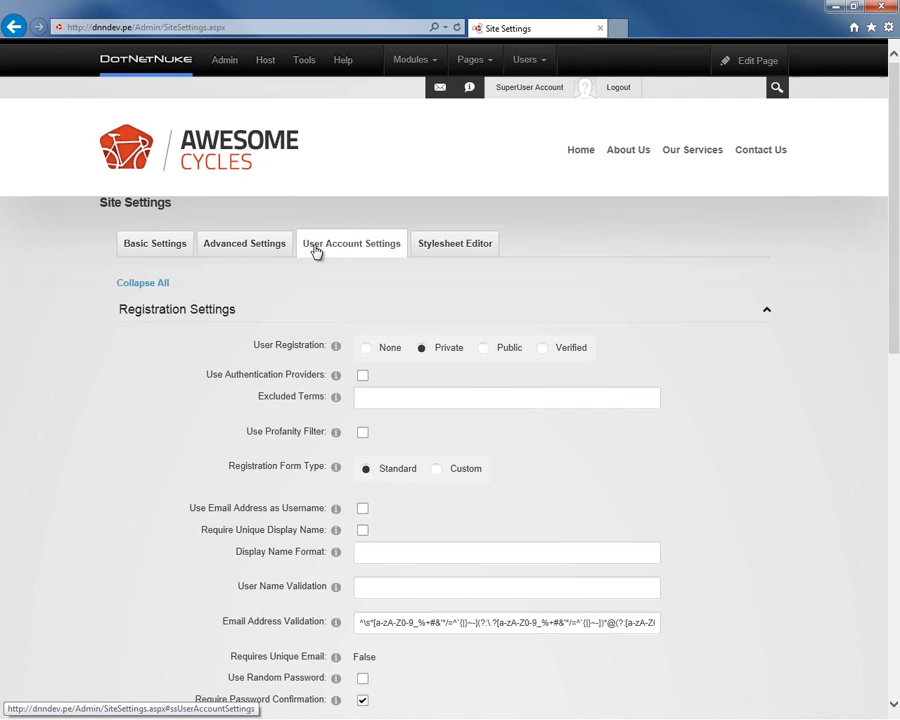 http://dnndev.pe/Admin/SiteSettings.aspx
Site Settings
DOTNETNUKE
Admin
Host
Tools
Help
Modules
Pages
Users
Edit Page
SuperUser Account
Logout
AWESOME
CYCLES
Home
About Us
Our Services
Contact Us
Site Settings
Basic Settings
Advanced Settings
User Account Settings
Stylesheet Editor
Collapse All
Registration Settings
User Registration:
None
Private
Public
Verified
Use Authentication Providers:
Excluded Terms:
Use Profanity Filter:
Registration Form Type:
Standard
Custom
Use Email Address as Username:
Require Unique Display Name:
Display Name Format:
User Name Validation
Email Address Validation:
Requires Unique Email:
False
Use Random Password:
Require Password Confirmation:
http://dnndev.pe/Admin/SiteSettings.aspx#ssUserAccountSettings